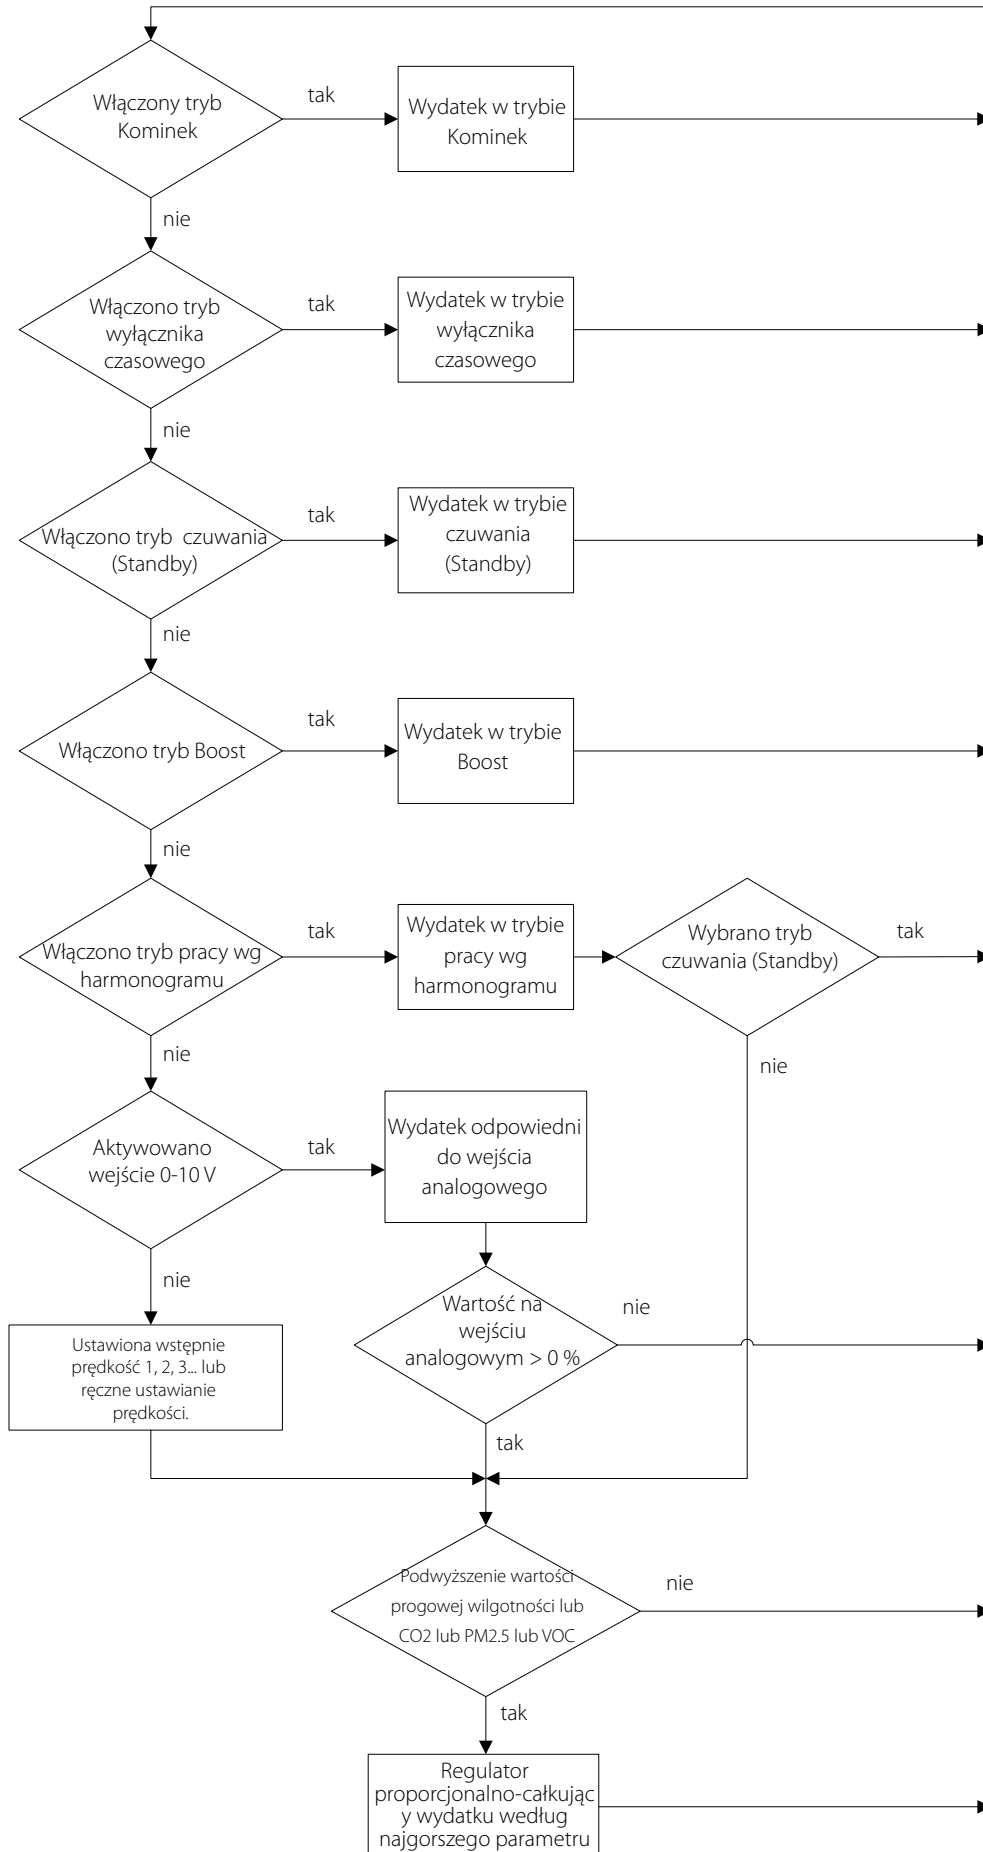 Włączony tryb
Kominek
tak
Wydatek w trybie
Kominek
nie
Włączono tryb
wyłącznika
czasowego
tak
Wydatek w trybie
wyłącznika
czasowego
nie
Włączono tryb czuwania
(Standby)
tak
Wydatek w trybie
czuwania
(Standby)
nie
Włączono tryb Boost
tak
Wydatek w trybie
Boost
nie
Włączono tryb pracy wg
harmonogramu
tak
Wydatek w trybie
pracy wg
harmonogramu
Wybrano tryb
czuwania (Standby)
tak
nie
nie
Aktywowano
wejście 0-10 V
tak
Wydatek odpowiedni
do wejścia
analogowego
nie
Wartość na
wejściu
analogowym > 0 %
nie
Ustawiona wstępnie
prędkość 1, 2, 3... lub
ręczne ustawianie
prędkości.
tak
Podwyższenie wartości
progowej wilgotności lub
CO2 lub PM2.5 lub VOC
nie
tak
Regulator
proporcjonalno-całkując
y wydatku według
najgorszego parametru